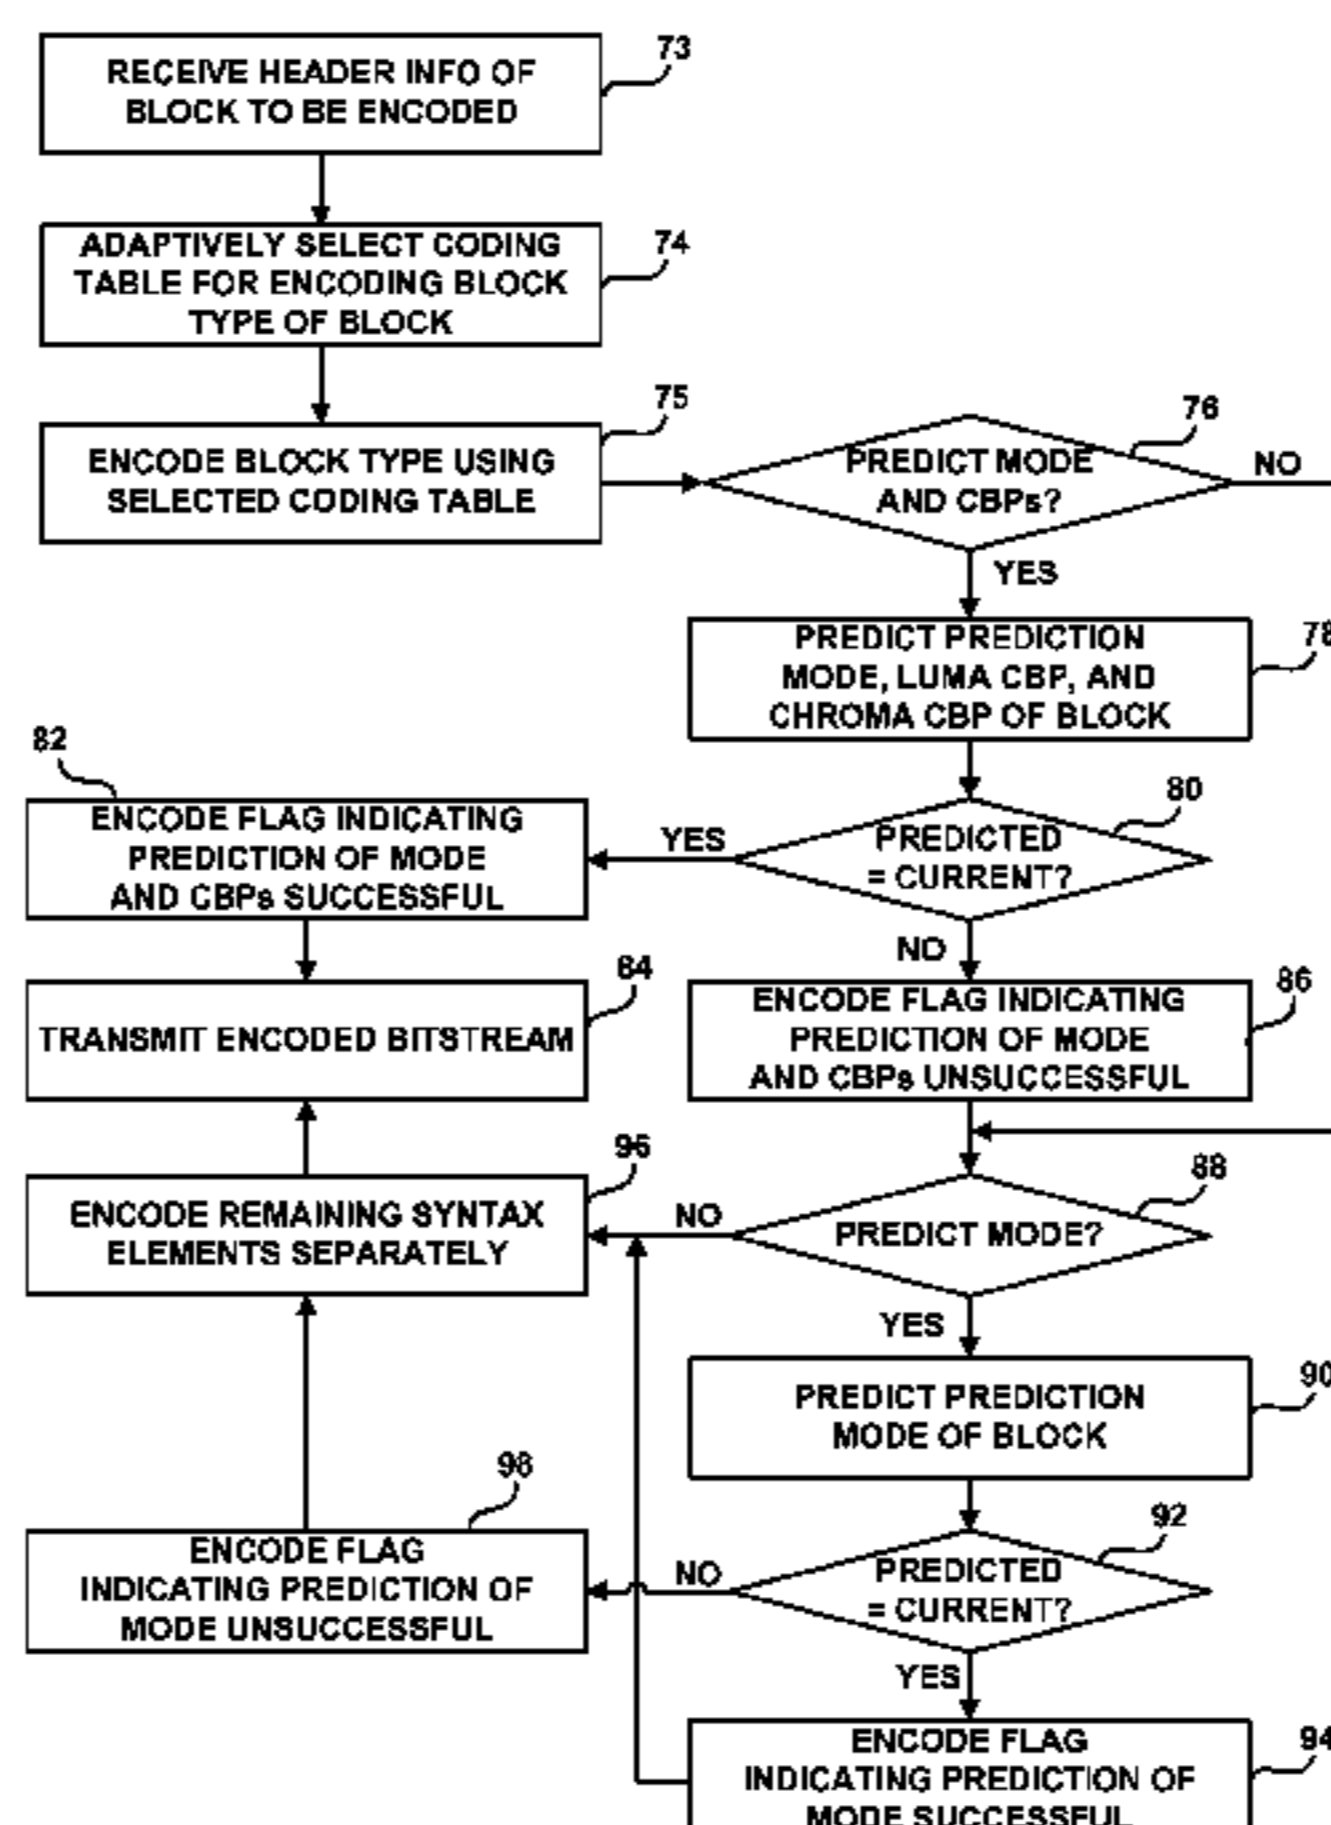 73
RECEIVE HEADER INFO OF
BLOCK TO BE ENCODED
74
ADAPTIVELY SELECT CODING
TABLE FOR ENCODING BLOCK
TYPE OF BLOCK
75
ENCODE BLOCK TYPE USING
SELECTED CODING TABLE
76
PREDICT MODE
AND CBPs?
NO
YES
78
PREDICT PREDICTION
MODE, LUMA CBP, AND
CHROMA CBP OF BLOCK
80
PREDICTED
= CURRENT?
YES
82
ENCODE FLAG INDICATING
PREDICTION OF MODE
AND CBPs SUCCESSFUL
84
TRANSMIT ENCODED BITSTREAM
NO
86
ENCODE FLAG INDICATING
PREDICTION OF MODE
AND CBPs UNSUCCESSFUL
88
PREDICT MODE?
NO
96
ENCODE REMAINING SYNTAX
ELEMENTS SEPARATELY
YES
90
PREDICT PREDICTION
MODE OF BLOCK
92
PREDICTED
= CURRENT?
NO
98
ENCODE FLAG
INDICATING PREDICTION OF
MODE UNSUCCESSFUL
YES
94
ENCODE FLAG
INDICATING PREDICTION OF
MODE SUCCESSFUL